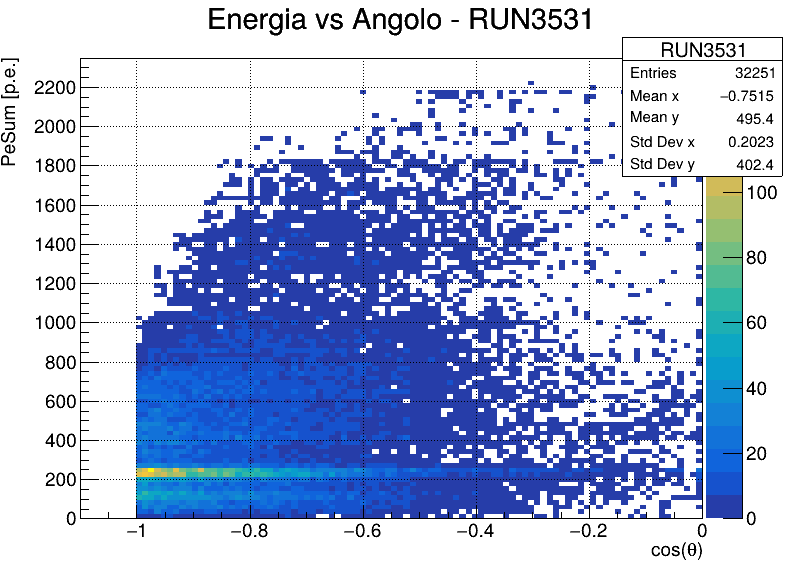 Energia vs Angolo - RUN3531
RUN3531
Entries 32251
Mean x −0.7515
Mean y 495.4
Std Dev x 0.2023
Std Dev y 402.4
PeSum [p.e.]
2200
2000
1800
1600
1400
1200
1000
800
600
400
200
0
−1 −0.8 −0.6 −0.4 −0.2 0
cos(θ)
100
80
60
40
20
0